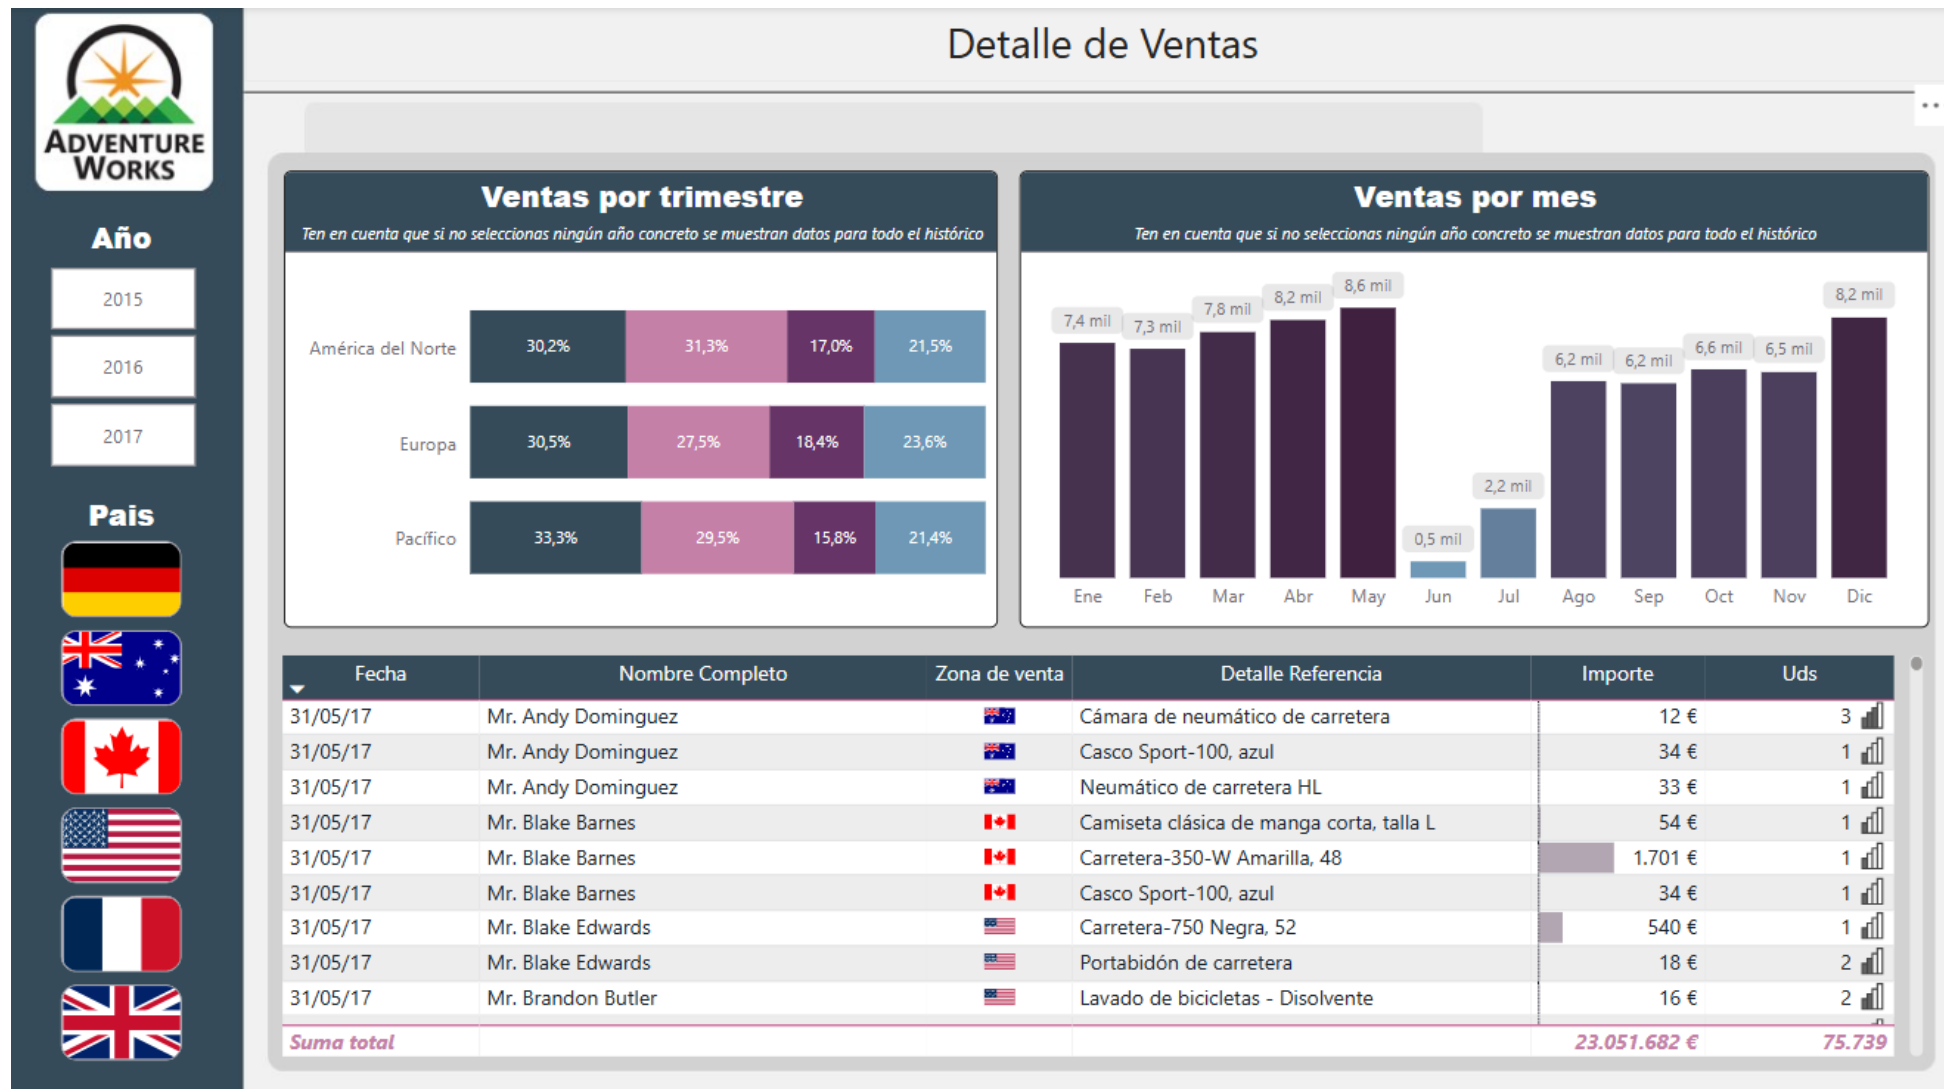 Detalle de Ventas
ADVENTURE
WORKS
Año
2015
2016
2017
Pais
Ventas por trimestre
Ten en cuenta que si no seleccionas ningún año concreto se muestran datos para todo el histórico
América del Norte 30,2% 31,3% 17,0% 21,5%
Europa 30,5% 27,5% 18,4% 23,6%
Pacífico 33,3% 29,5% 15,8% 21,4%
Ventas por mes
Ten en cuenta que si no seleccionas ningún año concreto se muestran datos para todo el histórico
7,4 mil 7,3 mil 7,8 mil 8,2 mil 8,6 mil 0,5 mil 2,2 mil 6,2 mil 6,2 mil 6,6 mil 6,5 mil 8,2 mil
Ene Feb Mar Abr May Jun Jul Ago Sep Oct Nov Dic
Fecha Nombre Completo Zona de venta Detalle Referencia Importe Uds
31/05/17 Mr. Andy Dominguez Cámara de neumático de carretera 12 € 3
31/05/17 Mr. Andy Dominguez Casco Sport-100, azul 34 € 1
31/05/17 Mr. Andy Dominguez Neumático de carretera HL 33 € 1
31/05/17 Mr. Blake Barnes Camiseta clásica de manga corta, talla L 54 € 1
31/05/17 Mr. Blake Barnes Carretera-350-W Amarilla, 48 1.701 € 1
31/05/17 Mr. Blake Barnes Casco Sport-100, azul 34 € 1
31/05/17 Mr. Blake Edwards Carretera-750 Negra, 52 540 € 1
31/05/17 Mr. Blake Edwards Portabidón de carretera 18 € 2
31/05/17 Mr. Brandon Butler Lavado de bicicletas - Disolvente 16 € 2
Suma total 23.051.682 € 75.739